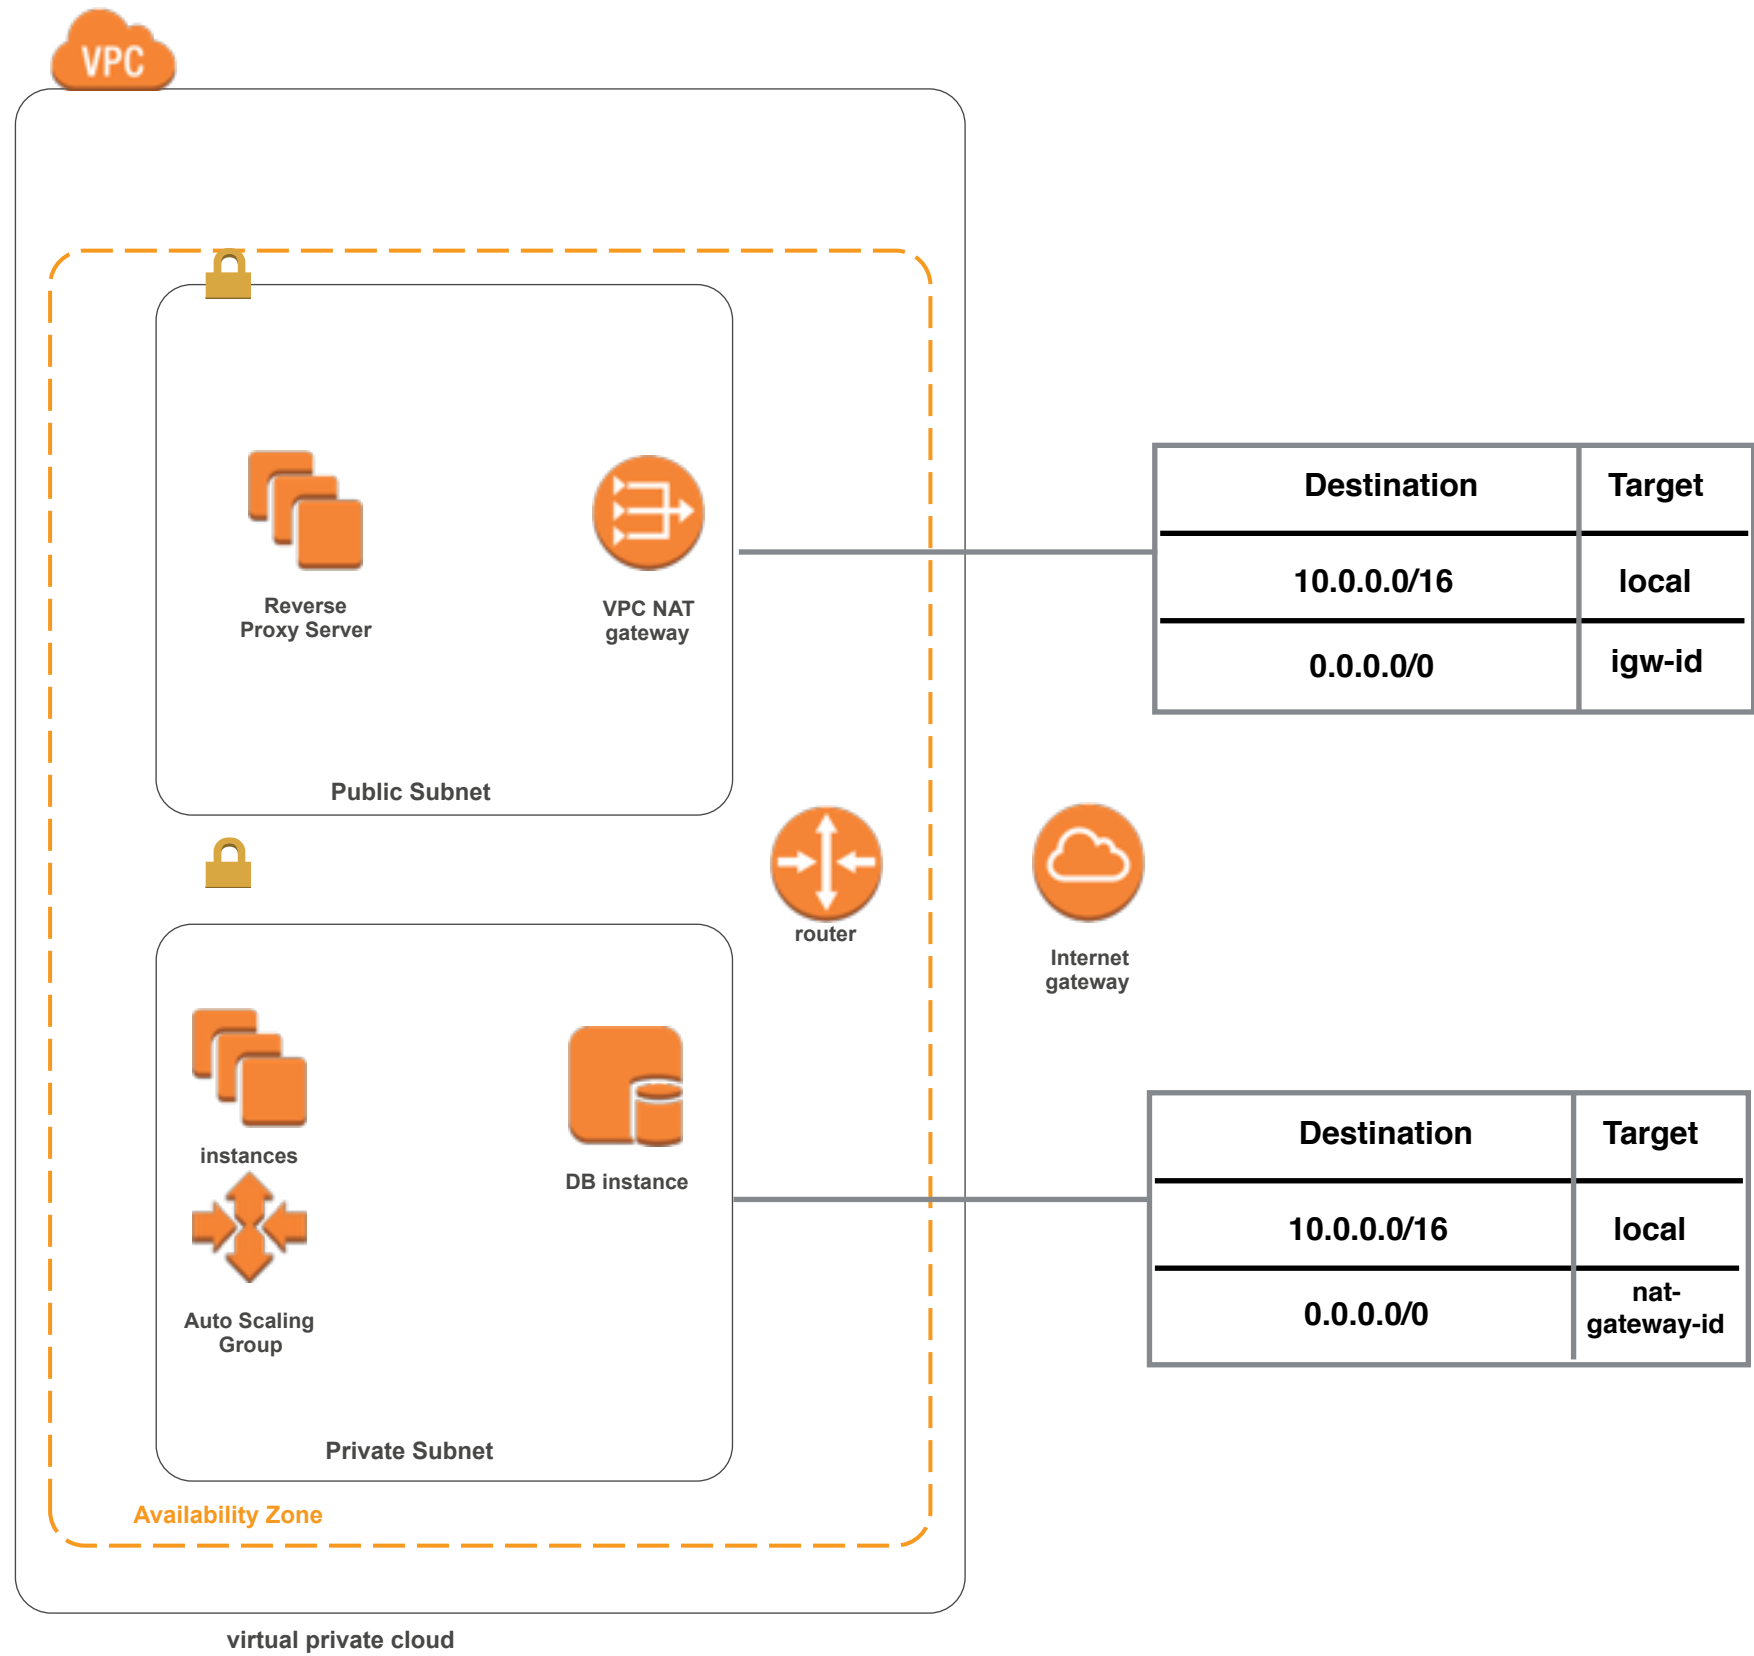 VPC
Reverse
Proxy Server
VPC NAT
gateway
Public Subnet
Destination Target
10.0.0.0/16 local
0.0.0.0/0 igw-id
router
Internet
gateway
instances
DB instance
Auto Scaling
Group
Private Subnet
Destination Target
10.0.0.0/16 local
0.0.0.0/0 nat-
gateway-id
Availability Zone
virtual private cloud